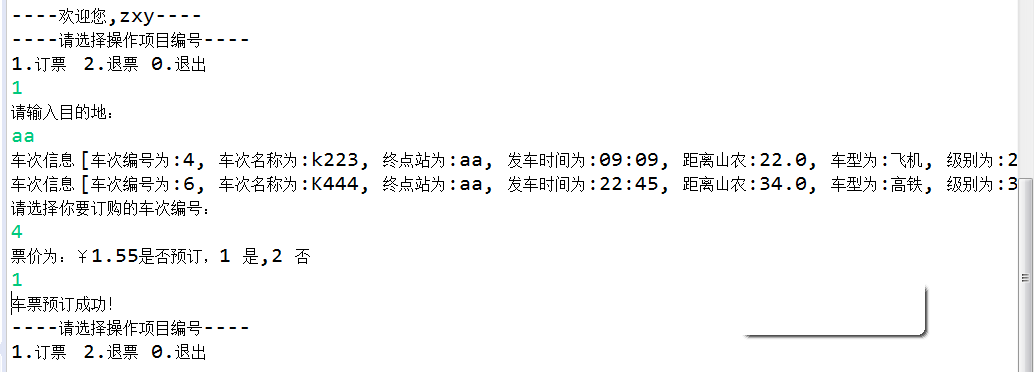 ----欢迎您,zxy----
----请选择操作项目编号----
1.订票 2.退票 0.退出
1
请输入目的地：
aa
车次信息[车次编号为:4, 车次名称为:k223, 终点站为:aa, 发车时间为:09:09, 距离山农:22.0, 车型为:飞机, 级别为:2
车次信息[车次编号为:6, 车次名称为:K444, 终点站为:aa, 发车时间为:22:45, 距离山农:34.0, 车型为:高铁, 级别为:3
请选择你要订购的车次编号：
4
票价为：￥1.55是否预订，1 是,2 否
1
车票预订成功！
----请选择操作项目编号----
1.订票 2.退票 0.退出